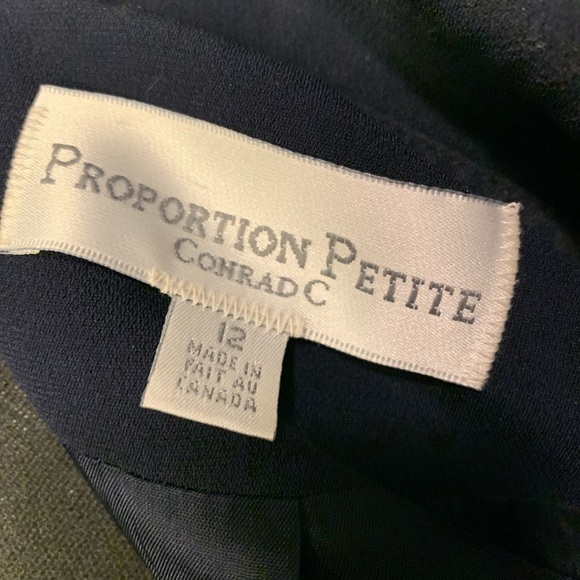 PROPORTION PETITE
CONRAD C
12
MADE IN
FAIT AU
CANADA